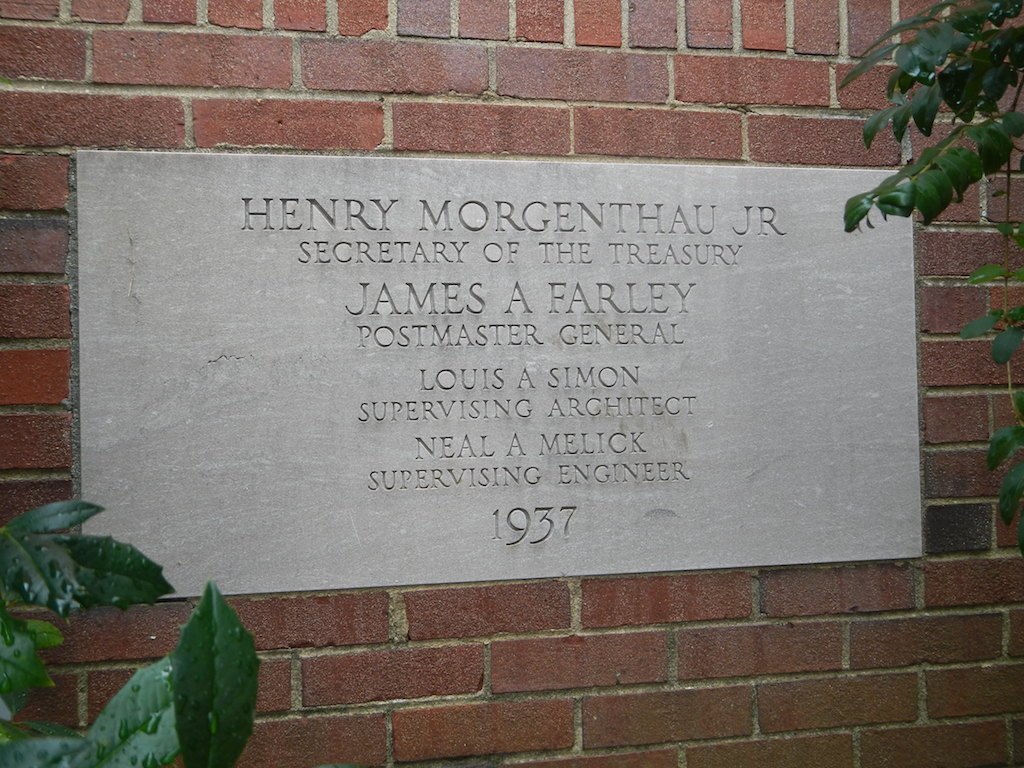 HENRY MORGENTHAU JR
SECRETARY OF THE TREASURY
JAMES A FARLEY
POSTMASTER GENERAL
LOUIS A SIMON
SUPERVISING ARCHITECT
NEAL A MELICK
SUPERVISING ENGINEER
1937